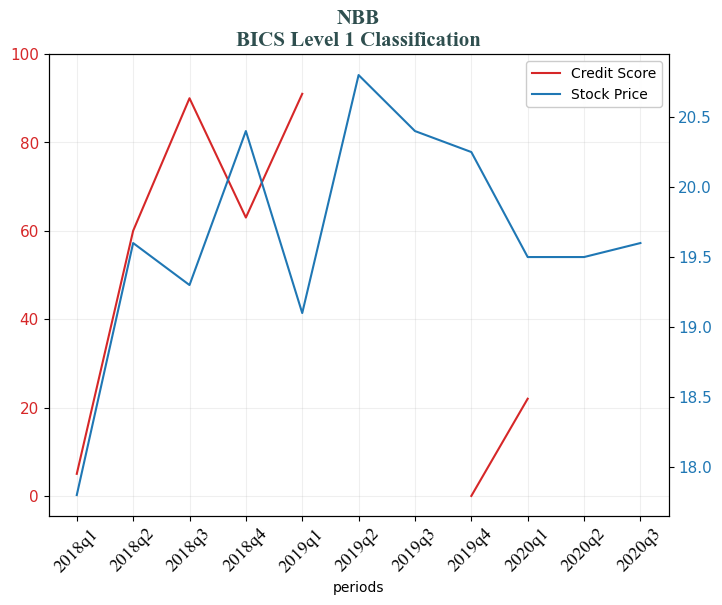 NBB
BICS Level 1 Classification
Credit Score
Stock Price
100
80
60
40
20
0
20.5
20.0
19.5
19.0
18.5
18.0
2018q1
2018q2
2018q3
2018q4
2019q1
2019q2
2019q3
2019q4
2020q1
2020q2
2020q3
periods